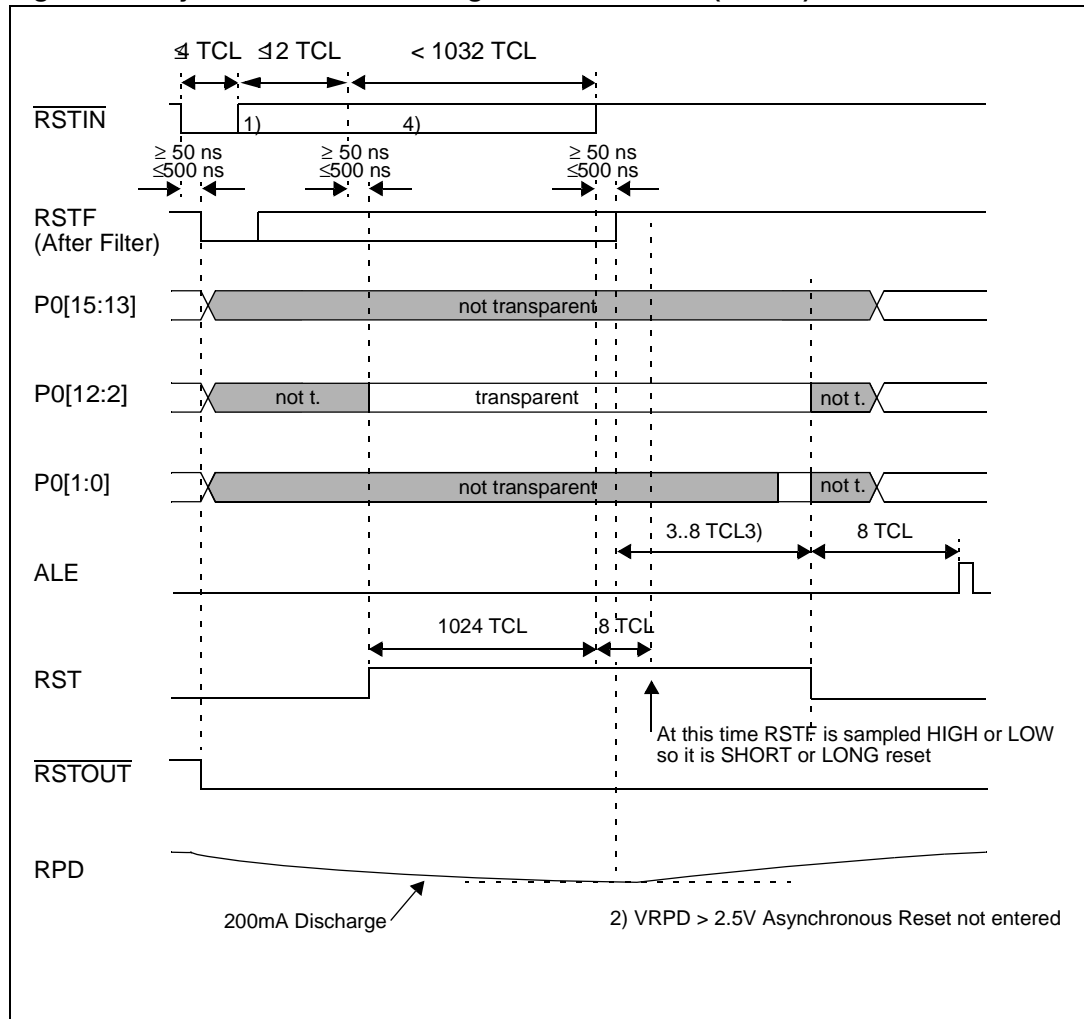 ≤4 TCL ≤12 TCL < 1032 TCL
RSTIN
1) 4)
≥ 50 ns ≥ 50 ns ≥ 50 ns
≤500 ns ≤500 ns ≤500 ns
RSTF
(After Filter)
P0[15:13] not transparent
P0[12:2] not t. transparent not t.
P0[1:0] not transparent not t.
3..8 TCL3) 8 TCL
ALE
1024 TCL 8 TCL
RST
At this time RSTF is sampled HIGH or LOW
so it is SHORT or LONG reset
RSTOUT
RPD
200mA Discharge 2) VRPD > 2.5V Asynchronous Reset not entered